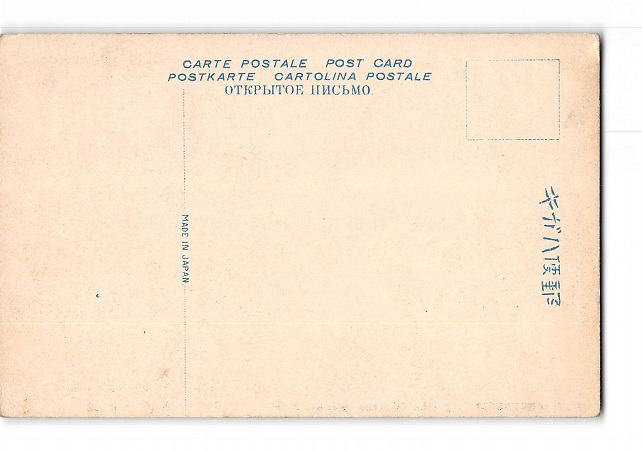 CARTE POSTALE POST CARD
POSTKARTE CARTOLINA POSTALE
ОТКРЫТОЕ ПИСЬМО.
MADE IN JAPAN
キガハ便郵